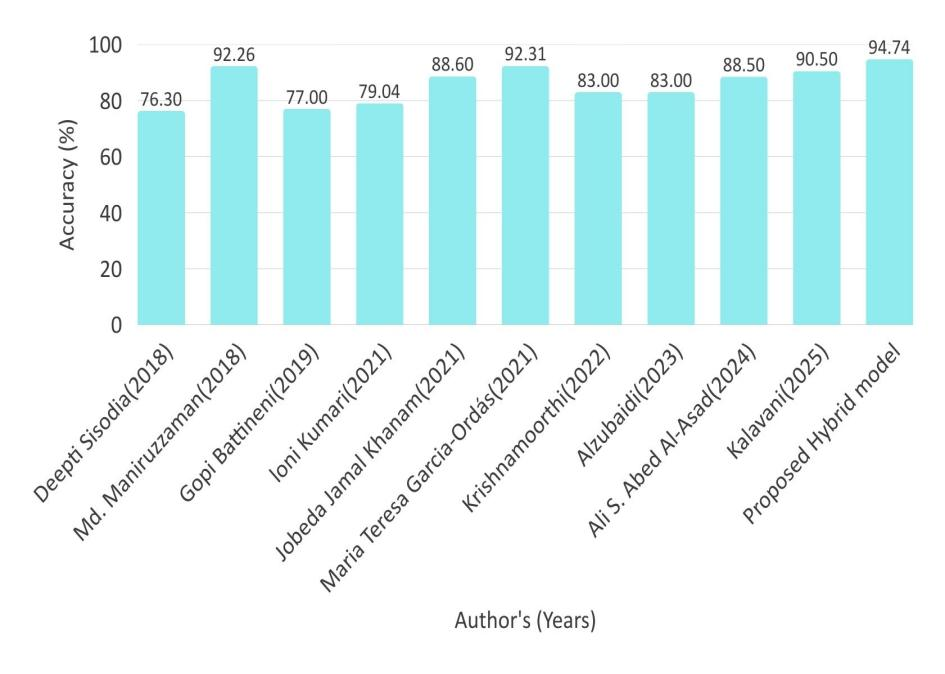 Accuracy (%)
100
80
60
40
20
0
76.30
92.26
77.00
79.04
88.60
92.31
83.00
83.00
88.50
90.50
94.74
Deepti Sisodia(2018)
Md. Maniruzzaman(2018)
Gopi Battineni(2019)
Ioni Kumari(2021)
Jobeda Jamal Khanam(2021)
Maria Teresa Garcia-Ordás(2021)
Krishnamoorthi(2022)
Alzubaidi(2023)
Ali S. Abed Al-Asad(2024)
Kalavani(2025)
Proposed Hybrid model
Author's (Years)